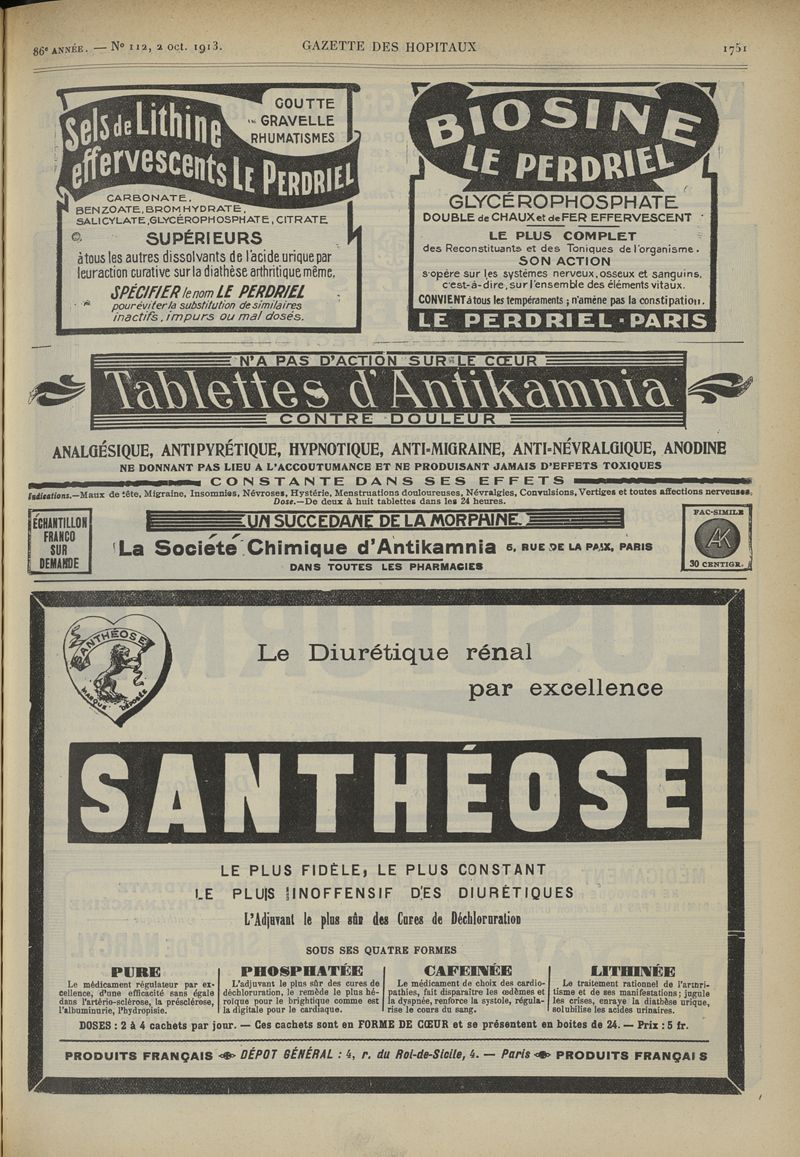 86e ANNÉE. — No 112, 2 OCT. 1913.
GAZETTE DES HOPITAUX
1751
Sels de Lithine
effervescents LE PERDRIEL
GOUTTE
GRAVELLE
RHUMATISMES
CARBONATE,
BENZOATE, BROMHYDRATE,
SALICYLATE, GLYCÉROPHOSPHATE, CITRATE
SUPÉRIEURS
à tous les autres dissolvants de l'acide urique par
leur action curative sur la diathèse arthritique même,
SPÉCIFIER le nom LE PERDRIEL
pour éviter la substitution de similaires
inactifs, impurs ou mal dosés.
BIOSINE
LE PERDRIEL
GLYCÉROPHOSPHATE
DOUBLE de CHAUX et de FER EFFERVESCENT
LE PLUS COMPLET
des Reconstituants et des Toniques de l'organisme.
SON ACTION
s'opère sur les systèmes nerveux, osseux et sanguins,
c'est-à-dire, sur l'ensemble des éléments vitaux.
CONVIENT à tous les tempéraments ; n'amène pas la constipation.
LE PERDRIEL - PARIS
N'A PAS D'ACTION SUR LE CŒUR
Tablettes d'Antikamnia
CONTRE DOULEUR
ANALGÉSIQUE, ANTIPYRÉTIQUE, HYPNOTIQUE, ANTI-MIGRAINE, ANTI-NÉVRALGIQUE, ANODINE
NE DONNANT PAS LIEU A L'ACCOUTUMANCE ET NE PRODUISANT JAMAIS D'EFFETS TOXIQUES
CONSTANTE DANS SES EFFETS
Indications.—Maux de tête, Migraine, Insomnies, Névroses, Hystérie, Menstruations douloureuses, Névralgies, Convulsions, Vertiges et toutes affections nerveuses.
Dose.—De deux à huit tablettes dans les 24 heures.
UN SUCCEDANE DE LA MORPHINE.
ÉCHANTILLON
FRANCO
SUR
DEMANDE
La Société Chimique d'Antikamnia 5, RUE DE LA PAIX, PARIS
DANS TOUTES LES PHARMACIES
FAC-SIMILE
AK
30 CENTIGR.
SANTHÉOSE
MARQUE DÉPOSÉE
Le Diurétique rénal
par excellence
SANTHÉOSE
LE PLUS FIDÈLE, LE PLUS CONSTANT
LE PLUS INOFFENSIF DES DIURÉTIQUES
L'Adjuvant le plus sûr des Cures de Déchloruration
SOUS SES QUATRE FORMES
PURE
Le médicament régulateur par ex-
cellence, d'une efficacité sans égale
dans l'artério-sclérose, la présclérose,
l'albuminurie, l'hydropisie.
PHOSPHATÉE
L'adjuvant le plus sûr des cures de
déchloruration, le remède le plus hé-
roïque pour le brightique comme est
la digitale pour le cardiaque.
CAFEINÉE
Le médicament de choix des cardio-
pathies, fait disparaître les œdèmes et
la dyspnée, renforce la systole, régula-
rise le cours du sang.
LITHINÉE
Le traitement rationnel de l'arthri-
tisme et de ses manifestations ; jugule
les crises, enraye la diathèse urique,
solubilise les acides urinaires.
DOSES : 2 à 4 cachets par jour. — Ces cachets sont en FORME DE CŒUR et se présentent en boites de 24. — Prix : 5 fr.
PRODUITS FRANÇAIS DÉPOT GÉNÉRAL : 4, r. du Roi-de-Sicile, 4. — Paris PRODUITS FRANÇAIS